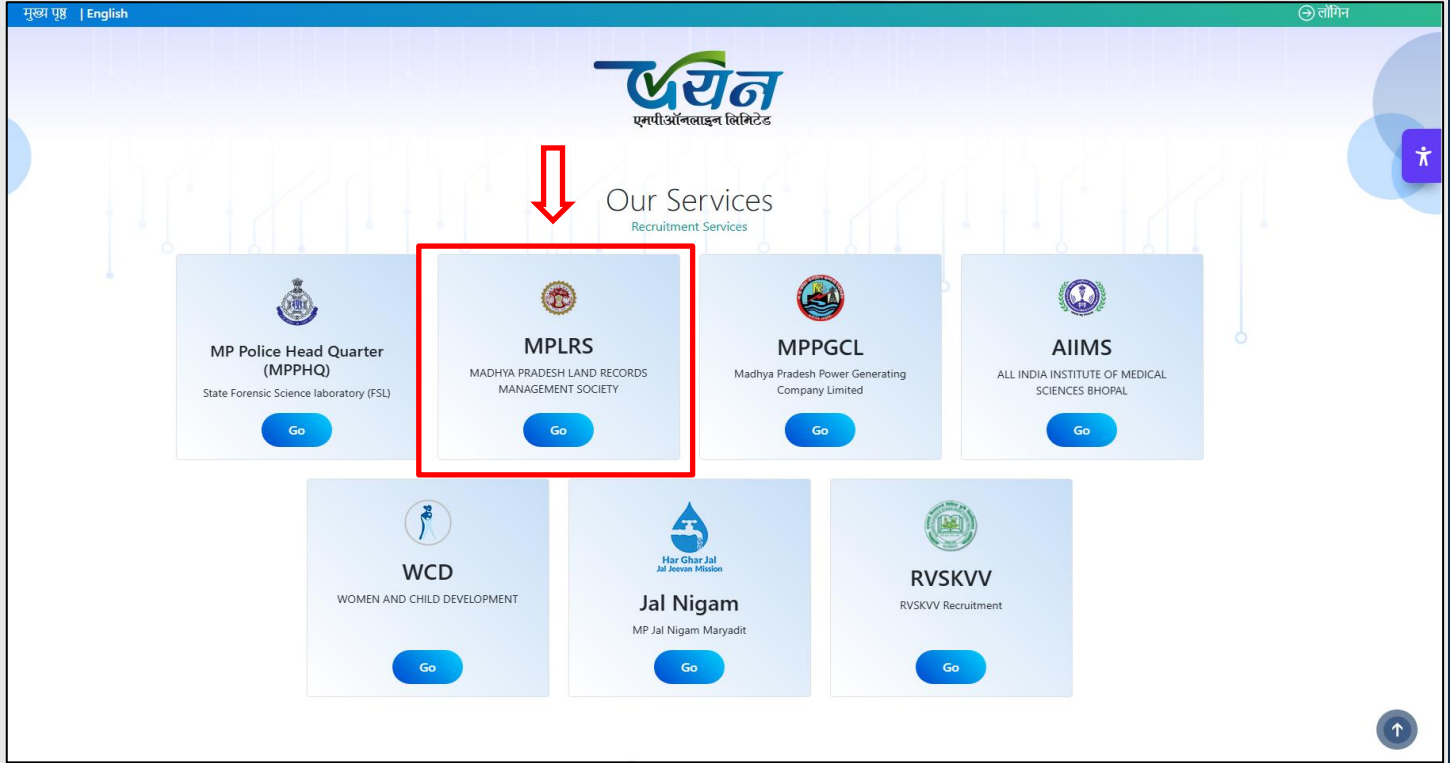 मुख्य पृष्ठ | English
लॉगिन
चयन
एमपीऑनलाइन लिमिटेड
Our Services
Recruitment Services
MP Police Head Quarter
(MPPHQ)
State Forensic Science laboratory (FSL)
Go
MPLRS
MADHYA PRADESH LAND RECORDS
MANAGEMENT SOCIETY
Go
MPPGCL
Madhya Pradesh Power Generating
Company Limited
Go
AIIMS
ALL INDIA INSTITUTE OF MEDICAL
SCIENCES BHOPAL
Go
WCD
WOMEN AND CHILD DEVELOPMENT
Go
Har Ghar Jal
Jal Jeevan Mission
Jal Nigam
MP Jal Nigam Maryadit
Go
RVSKVV
RVSKVV Recruitment
Go